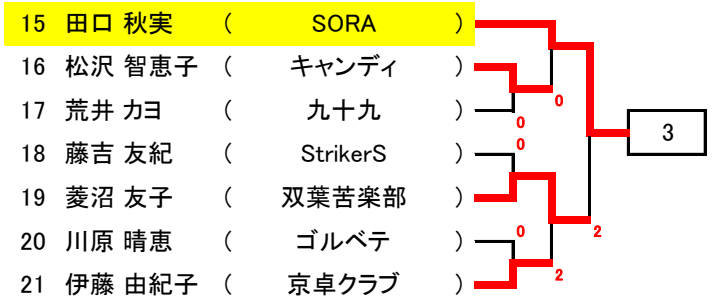 15 田口 秋実 ( SORA )
16 松沢 智恵子 ( キャンディ )
0
17 荒井 カヨ ( 九十九 )
0
3
0
18 藤吉 友紀 ( StrikerS )
19 菱沼 友子 ( 双葉苦楽部 )
0
2
20 川原 晴恵 ( ゴルベテ )
2
21 伊藤 由紀子 ( 京卓クラブ )